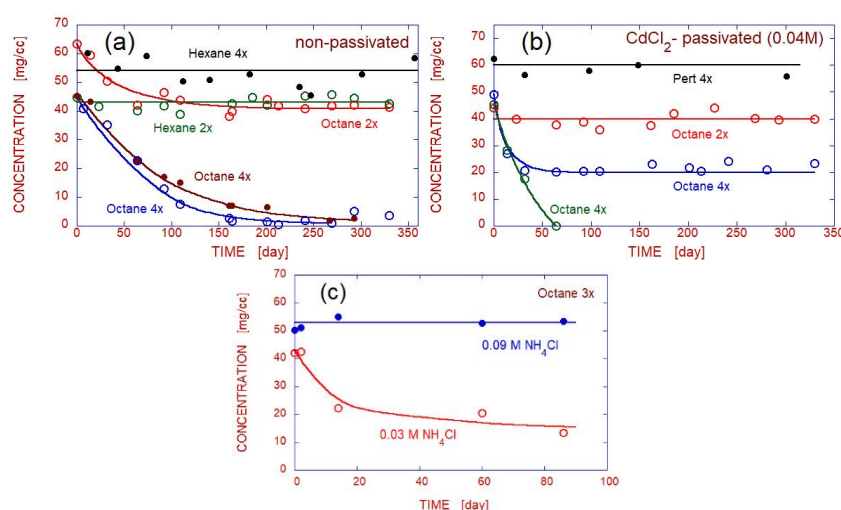 (a)
non-passivated
Hexane 4x
Hexane 2x
Octane 2x
Octane 4x
Octane 4x
CONCENTRATION [mg/cc]
70
60
50
40
30
20
10
0
0 50 100 150 200 250 300 350
TIME [day]
(b)
CdCl2- passivated (0.04M)
Pert 4x
Octane 2x
Octane 4x
Octane 4x
CONCENTRATION [mg/cc]
70
60
50
40
30
20
10
0
0 50 100 150 200 250 300 350
TIME [day]
(c)
Octane 3x
0.09 M NH4Cl
0.03 M NH4Cl
CONCENTRATION [mg/cc]
70
60
50
40
30
20
10
0
0 20 40 60 80 100
TIME [day]